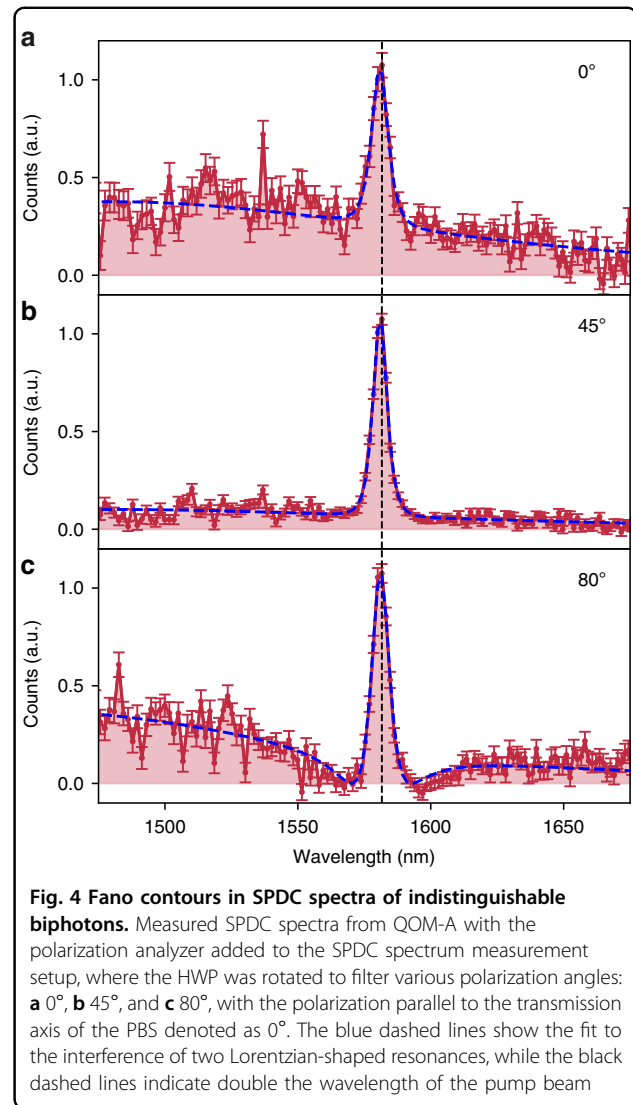 a
0°
1.0
0.5
0.0
Counts (a.u.)
b
45°
1.0
0.5
0.0
Counts (a.u.)
c
80°
1.0
0.5
0.0
Counts (a.u.)
1500 1550 1600 1650
Wavelength (nm)
Fig. 4 Fano contours in SPDC spectra of indistinguishable
biphotons. Measured SPDC spectra from QOM-A with the
polarization analyzer added to the SPDC spectrum measurement
setup, where the HWP was rotated to filter various polarization angles:
a 0°, b 45°, and c 80°, with the polarization parallel to the transmission
axis of the PBS denoted as 0°. The blue dashed lines show the fit to
the interference of two Lorentzian-shaped resonances, while the black
dashed lines indicate double the wavelength of the pump beam